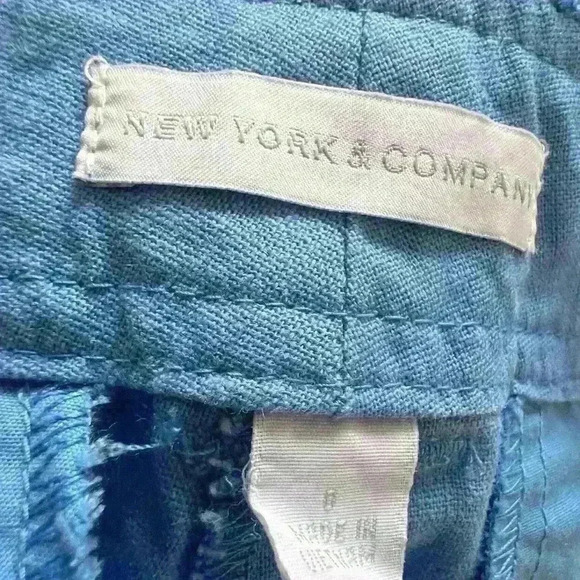 NEW YORK & COMPANY
8
MADE IN
VIETNAM